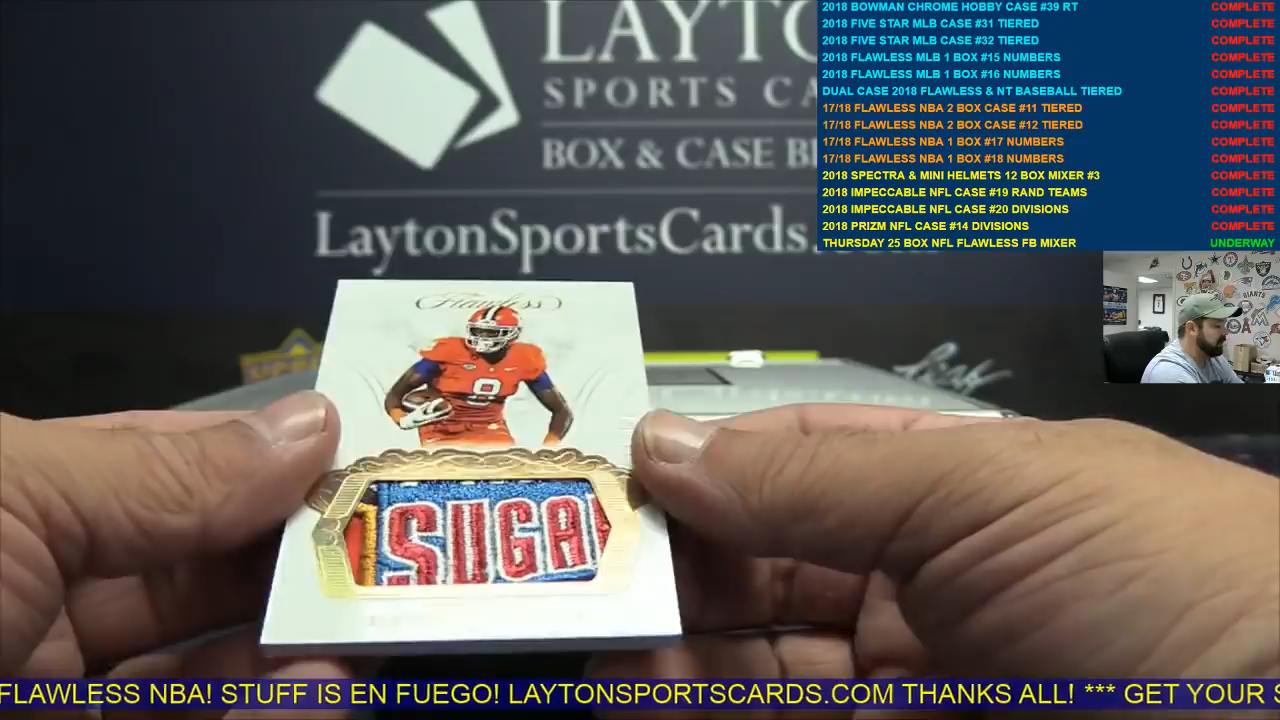 LAYTO
SPORTS CA
BOX & CASE B
LaytonSportsCards.com
2018 BOWMAN CHROME HOBBY CASE #39 RT COMPLETE
2018 FIVE STAR MLB CASE #31 TIERED COMPLETE
2018 FIVE STAR MLB CASE #32 TIERED COMPLETE
2018 FLAWLESS MLB 1 BOX #15 NUMBERS COMPLETE
2018 FLAWLESS MLB 1 BOX #16 NUMBERS COMPLETE
DUAL CASE 2018 FLAWLESS & NT BASEBALL TIERED COMPLETE
17/18 FLAWLESS NBA 2 BOX CASE #11 TIERED COMPLETE
17/18 FLAWLESS NBA 2 BOX CASE #12 TIERED COMPLETE
17/18 FLAWLESS NBA 1 BOX #17 NUMBERS COMPLETE
17/18 FLAWLESS NBA 1 BOX #18 NUMBERS COMPLETE
2018 SPECTRA & MINI HELMETS 12 BOX MIXER #3 COMPLETE
2018 IMPECCABLE NFL CASE #19 RAND TEAMS COMPLETE
2018 IMPECCABLE NFL CASE #20 DIVISIONS COMPLETE
2018 PRIZM NFL CASE #14 DIVISIONS COMPLETE
THURSDAY 25 BOX NFL FLAWLESS FB MIXER UNDERWAY
GIANTS
Flawless
8
SUGA
FLAWLESS NBA! STUFF IS EN FUEGO! LAYTONSPORTSCARDS.COM THANKS ALL! *** GET YOUR S